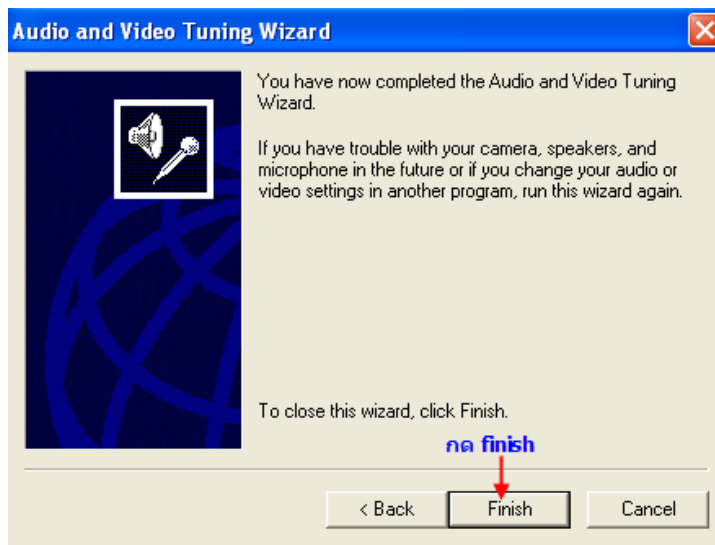 Audio and Video Tuning Wizard
You have now completed the Audio and Video Tuning
Wizard.
If you have trouble with your camera, speakers, and
microphone in the future or if you change your audio or
video settings in another program, run this wizard again.
To close this wizard, click Finish.
กด finish
< Back
Finish
Cancel